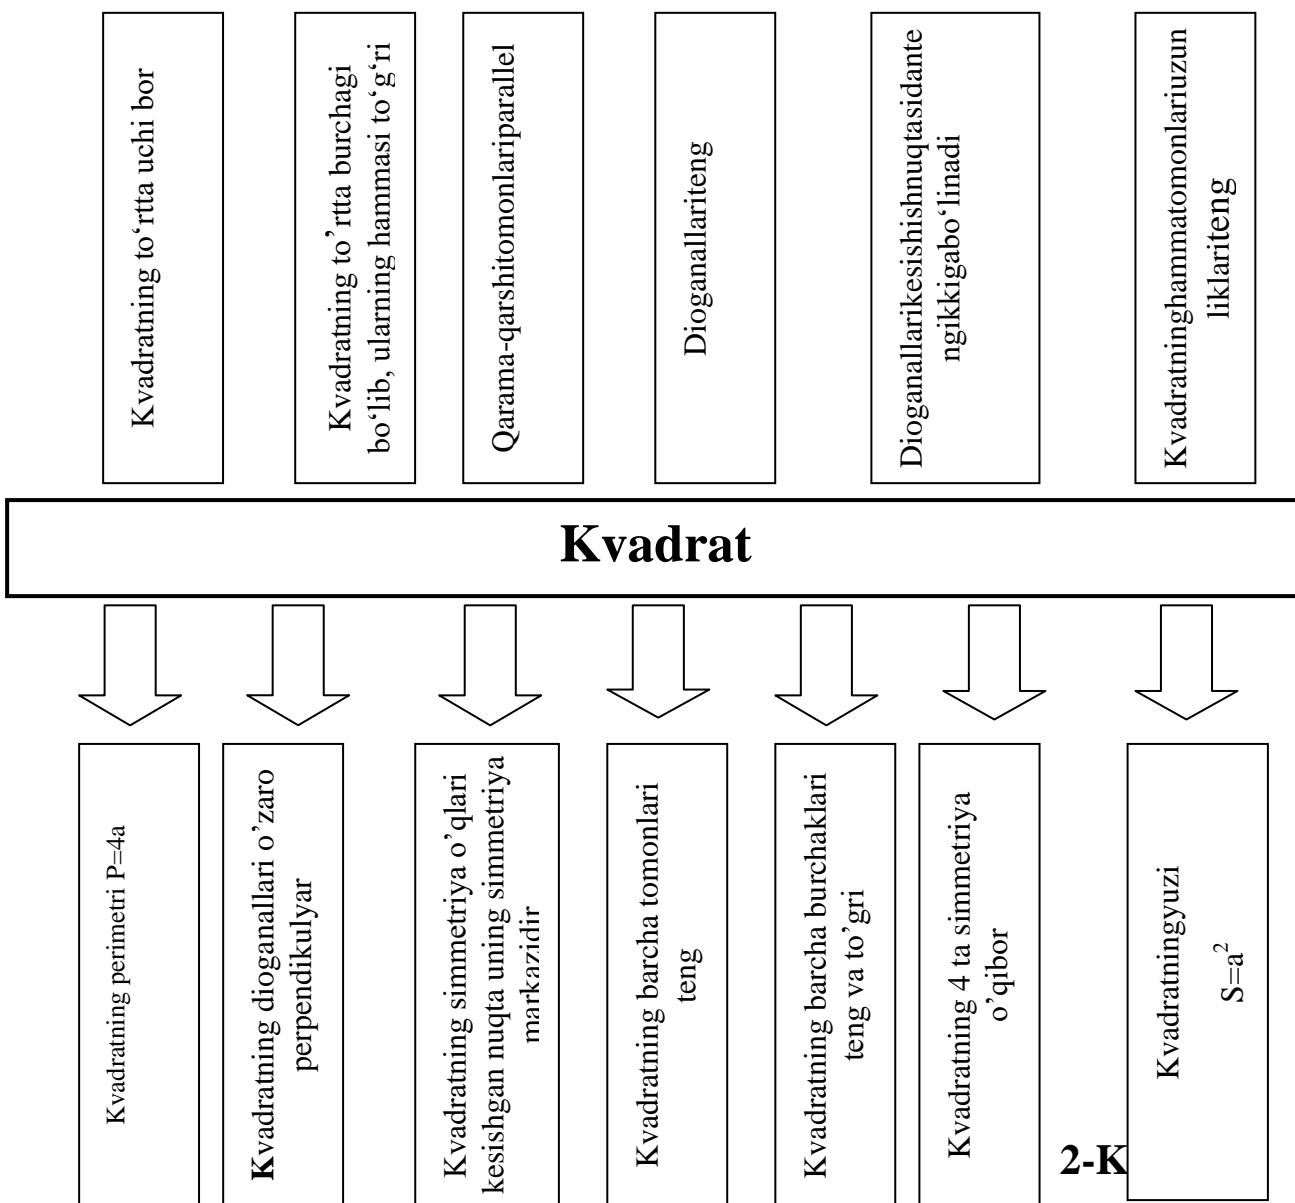 Kvadratning to‘rtta uchi bor
Kvadratning to’rtta burchagi
bo‘lib, ularning hammasi to‘g‘ri
Qarama-qarshitomonlariparallel
Dioganallariteng
Dioganallarikesishishnuqtasidante
ngikkigabo‘linadi
Kvadratninghammatomonlariuzun
liklariteng
Kvadrat
Kvadratning perimetri P=4a
Kvadratning dioganallari o’zaro
perpendikulyar
Kvadratning simmetriya o’qlari
kesishgan nuqta uning simmetriya
markazidir
Kvadratning barcha tomonlari
teng
Kvadratning barcha burchaklari
teng va to’gri
Kvadratning 4 ta simmetriya
o’qibor
Kvadratningyuzi
S=a²
2-K